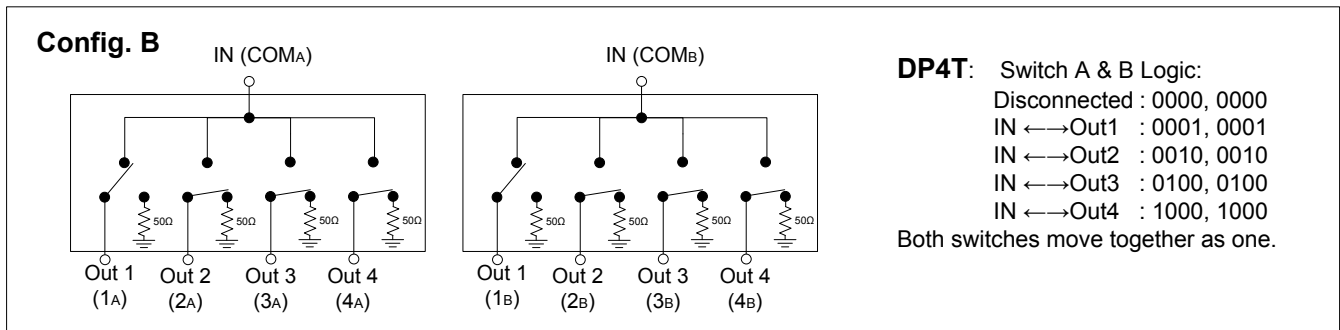 Config. B
IN (COMA)
50Ω 50Ω 50Ω 50Ω
Out 1 Out 2 Out 3 Out 4
(1A) (2A) (3A) (4A)
IN (COMB)
50Ω 50Ω 50Ω 50Ω
Out 1 Out 2 Out 3 Out 4
(1B) (2B) (3B) (4B)
DP4T: Switch A & B Logic:
Disconnected : 0000, 0000
IN ←→Out1 : 0001, 0001
IN ←→Out2 : 0010, 0010
IN ←→Out3 : 0100, 0100
IN ←→Out4 : 1000, 1000
Both switches move together as one.